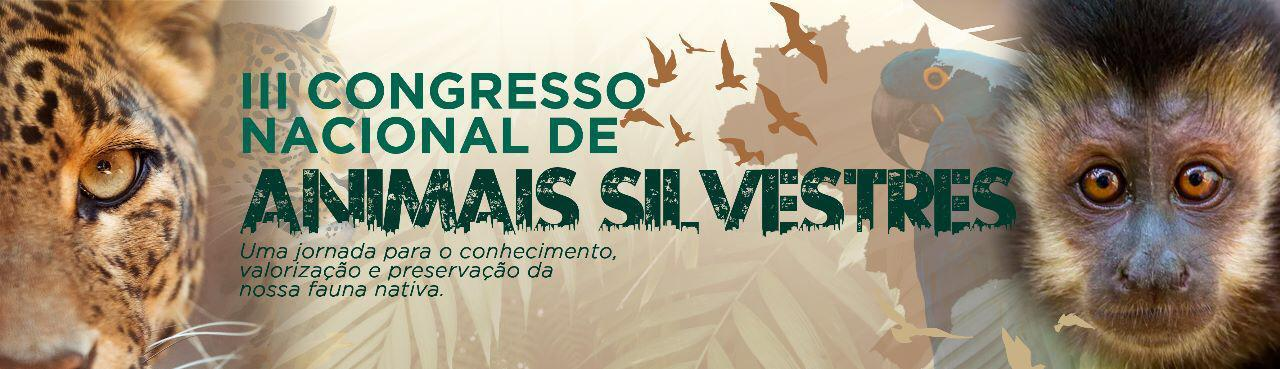 III CONGRESSO
NACIONAL DE
ANIMAIS SILVESTRES
Uma jornada para o conhecimento,
valorização e preservação da
nossa fauna nativa.